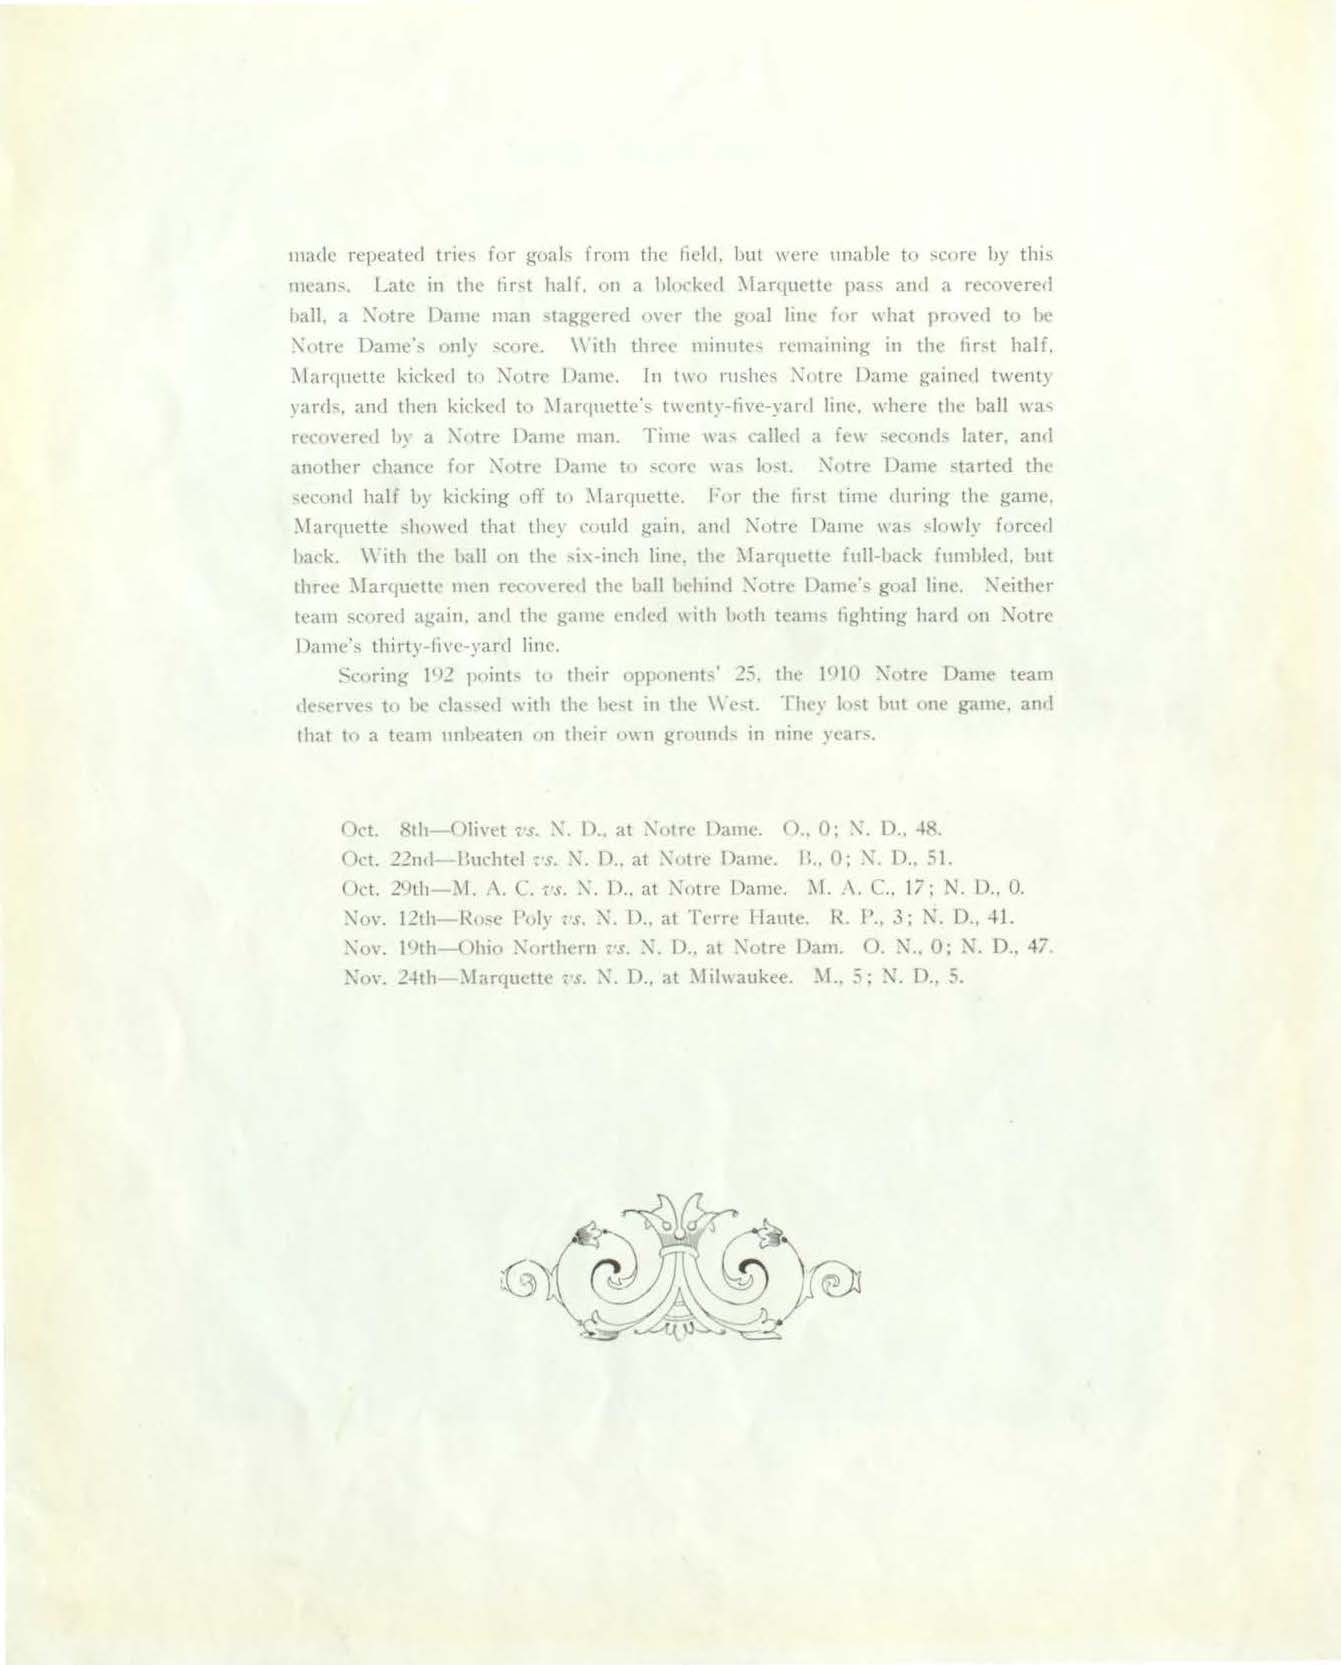 made repeated tries for goals from the field, but were unable to score by this
means. Late in the first half, on a blocked Marquette pass and a recovered
ball, a Notre Dame man staggered over the goal line for what proved to be
Notre Dame's only score. With three minutes remaining in the first half,
Marquette kicked to Notre Dame. In two rushes Notre Dame gained twenty
yards, and then kicked to Marquette's twenty-five-yard line, where the ball was
recovered by a Notre Dame man. Time was called a few seconds later, and
another chance for Notre Dame to score was lost. Notre Dame started the
second half by kicking off to Marquette. For the first time during the game,
Marquette showed that they could gain, and Notre Dame was slowly forced
back. With the ball on the six-inch line, the Marquette full-back fumbled, but
three Marquette men recovered the ball behind Notre Dame's goal line. Neither
team scored again, and the game ended with both teams fighting hard on Notre
Dame's thirty-five-yard line.
Scoring 192 points to their opponents' 25, the 1910 Notre Dame team
deserves to be classed with the best in the West. They lost but one game, and
that to a team unbeaten on their own grounds in nine years.
Oct. 8th—Olivet vs. N. D., at Notre Dame. O., 0; N. D., 48.
Oct. 22nd—Buchtel vs. N. D., at Notre Dame. B., 0; N. D., 51.
Oct. 29th—M. A. C. vs. N. D., at Notre Dame. M. A. C., 17; N. D., 0.
Nov. 12th—Rose Poly vs. N. D., at Terre Haute. R. P., 3; N. D., 41.
Nov. 19th—Ohio Northern vs. N. D., at Notre Dam. O. N., 0; N. D., 47.
Nov. 24th—Marquette vs. N. D., at Milwaukee. M., 5; N. D., 5.